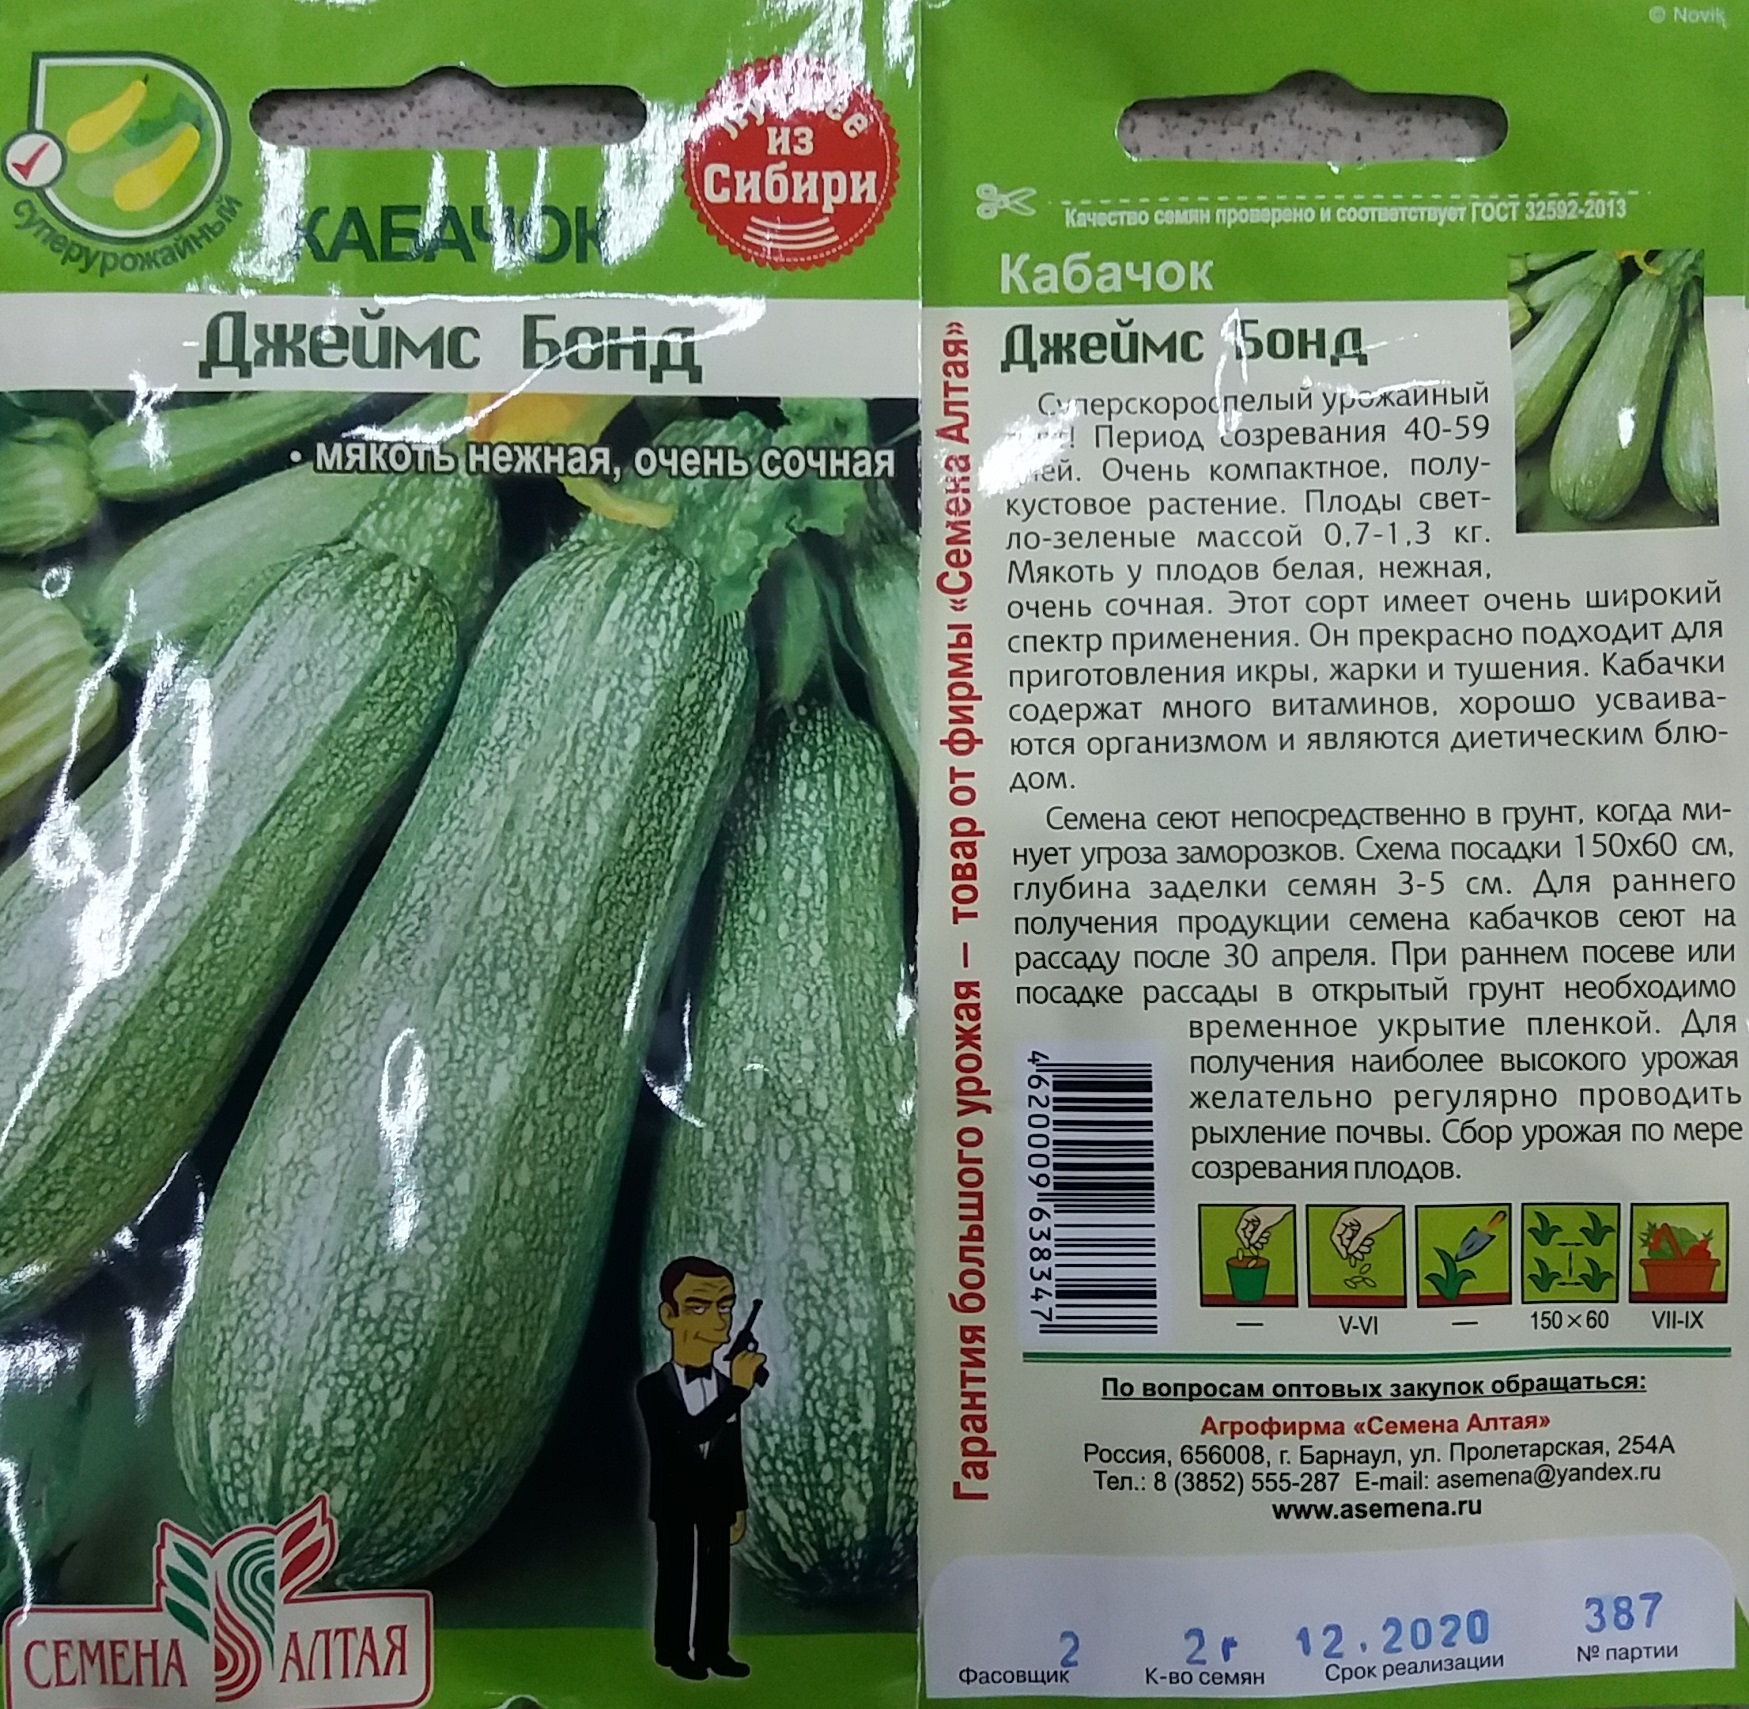 суперурожайный
из
Сибири
КАБАЧОК
Джеймс Бонд
• мякоть нежная, очень сочная
СЕМЕНА АЛТАЯ
© Novik
Качество семян проверено и соответствует ГОСТ 32592-2013
Кабачок
Джеймс Бонд
Суперскороспелый урожайный
Период созревания 40-59
дней. Очень компактное, полу-
кустовое растение. Плоды свет-
ло-зеленые массой 0,7-1,3 кг.
Мякоть у плодов белая, нежная,
очень сочная. Этот сорт имеет очень широкий
спектр применения. Он прекрасно подходит для
приготовления икры, жарки и тушения. Кабачки
содержат много витаминов, хорошо усваива-
ются организмом и являются диетическим блю-
дом.
Семена сеют непосредственно в грунт, когда ми-
нует угроза заморозков. Схема посадки 150х60 см,
глубина заделки семян 3-5 см. Для раннего
получения продукции семена кабачков сеют на
рассаду после 30 апреля. При раннем посеве или
посадке рассады в открытый грунт необходимо
временное укрытие пленкой. Для
получения наиболее высокого урожая
желательно регулярно проводить
рыхление почвы. Сбор урожая по мере
созревания плодов.
Гарантия большого урожая — товар от фирмы «Семена Алтая»
4620009638347
— V-VI — 150×60 VII-IX
По вопросам оптовых закупок обращаться:
Агрофирма «Семена Алтая»
Россия, 656008, г. Барнаул, ул. Пролетарская, 254А
Тел.: 8 (3852) 555-287 E-mail: asemena@yandex.ru
www.asemena.ru
2 2 г 12.2020 387
Фасовщик К-во семян Срок реализации № партии